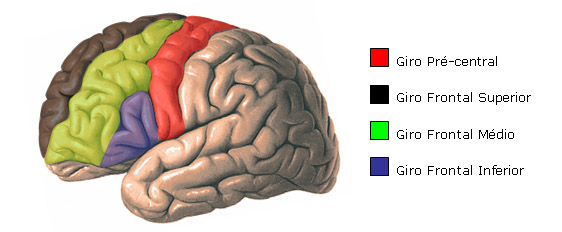 Giro Pré-central
Giro Frontal Superior
Giro Frontal Médio
Giro Frontal Inferior